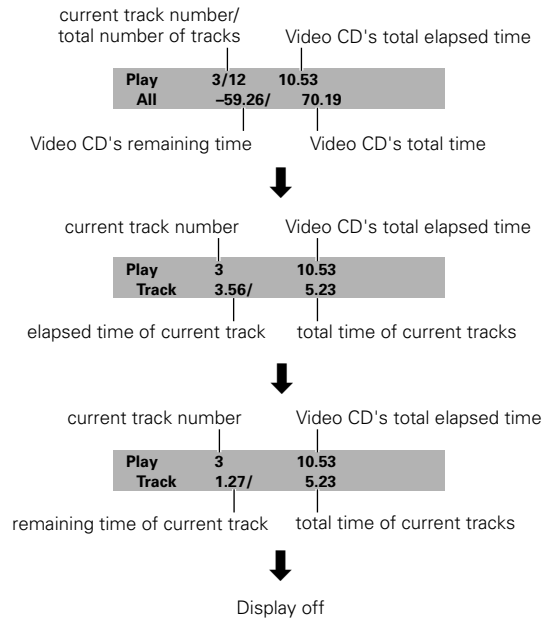 current track number/
total number of tracks
Video CD's total elapsed time
Play 3/12 10.53
All –59.26/ 70.19
Video CD's remaining time
Video CD's total time
current track number
Video CD's total elapsed time
Play 3 10.53
Track 3.56/ 5.23
elapsed time of current track
total time of current tracks
current track number
Video CD's total elapsed time
Play 3 10.53
Track 1.27/ 5.23
remaining time of current track
total time of current tracks
Display off